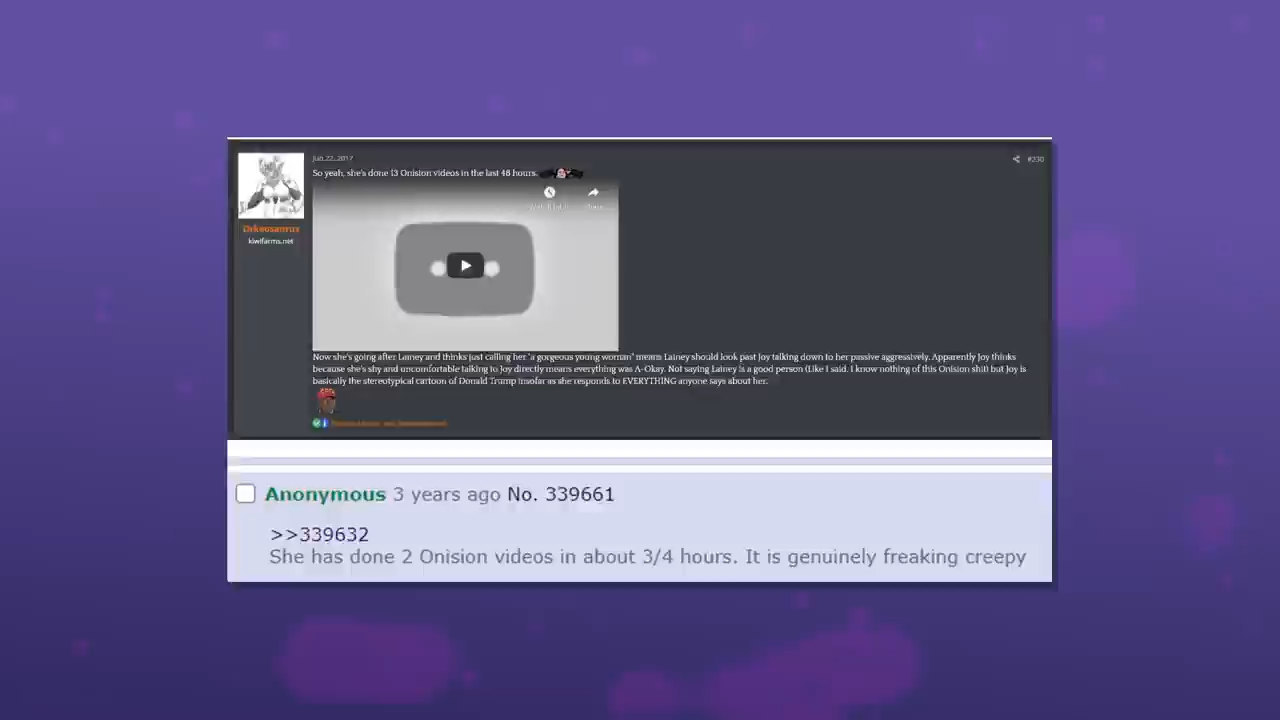 Jun 22, 2017
#230
So yeah, she's done 13 Onision videos in the last 48 hours.
kiwifarms.net
Now she's going after Lainey and thinks just calling her "a gorgeous young woman" means Lainey should look past Joy talking down to her passive aggressively. Apparently Joy thinks
because she's shy and uncomfortable talking to Joy directly means everything was A-Okay. Not saying Lainey is a good person (Like I said, I know nothing of this Onision shit) but Joy is
basically the stereotypical cartoon of Donald Trump insofar as she responds to EVERYTHING anyone says about her.
Anonymous 3 years ago No. 339661
>>339632
She has done 2 Onision videos in about 3/4 hours. It is genuinely freaking creepy